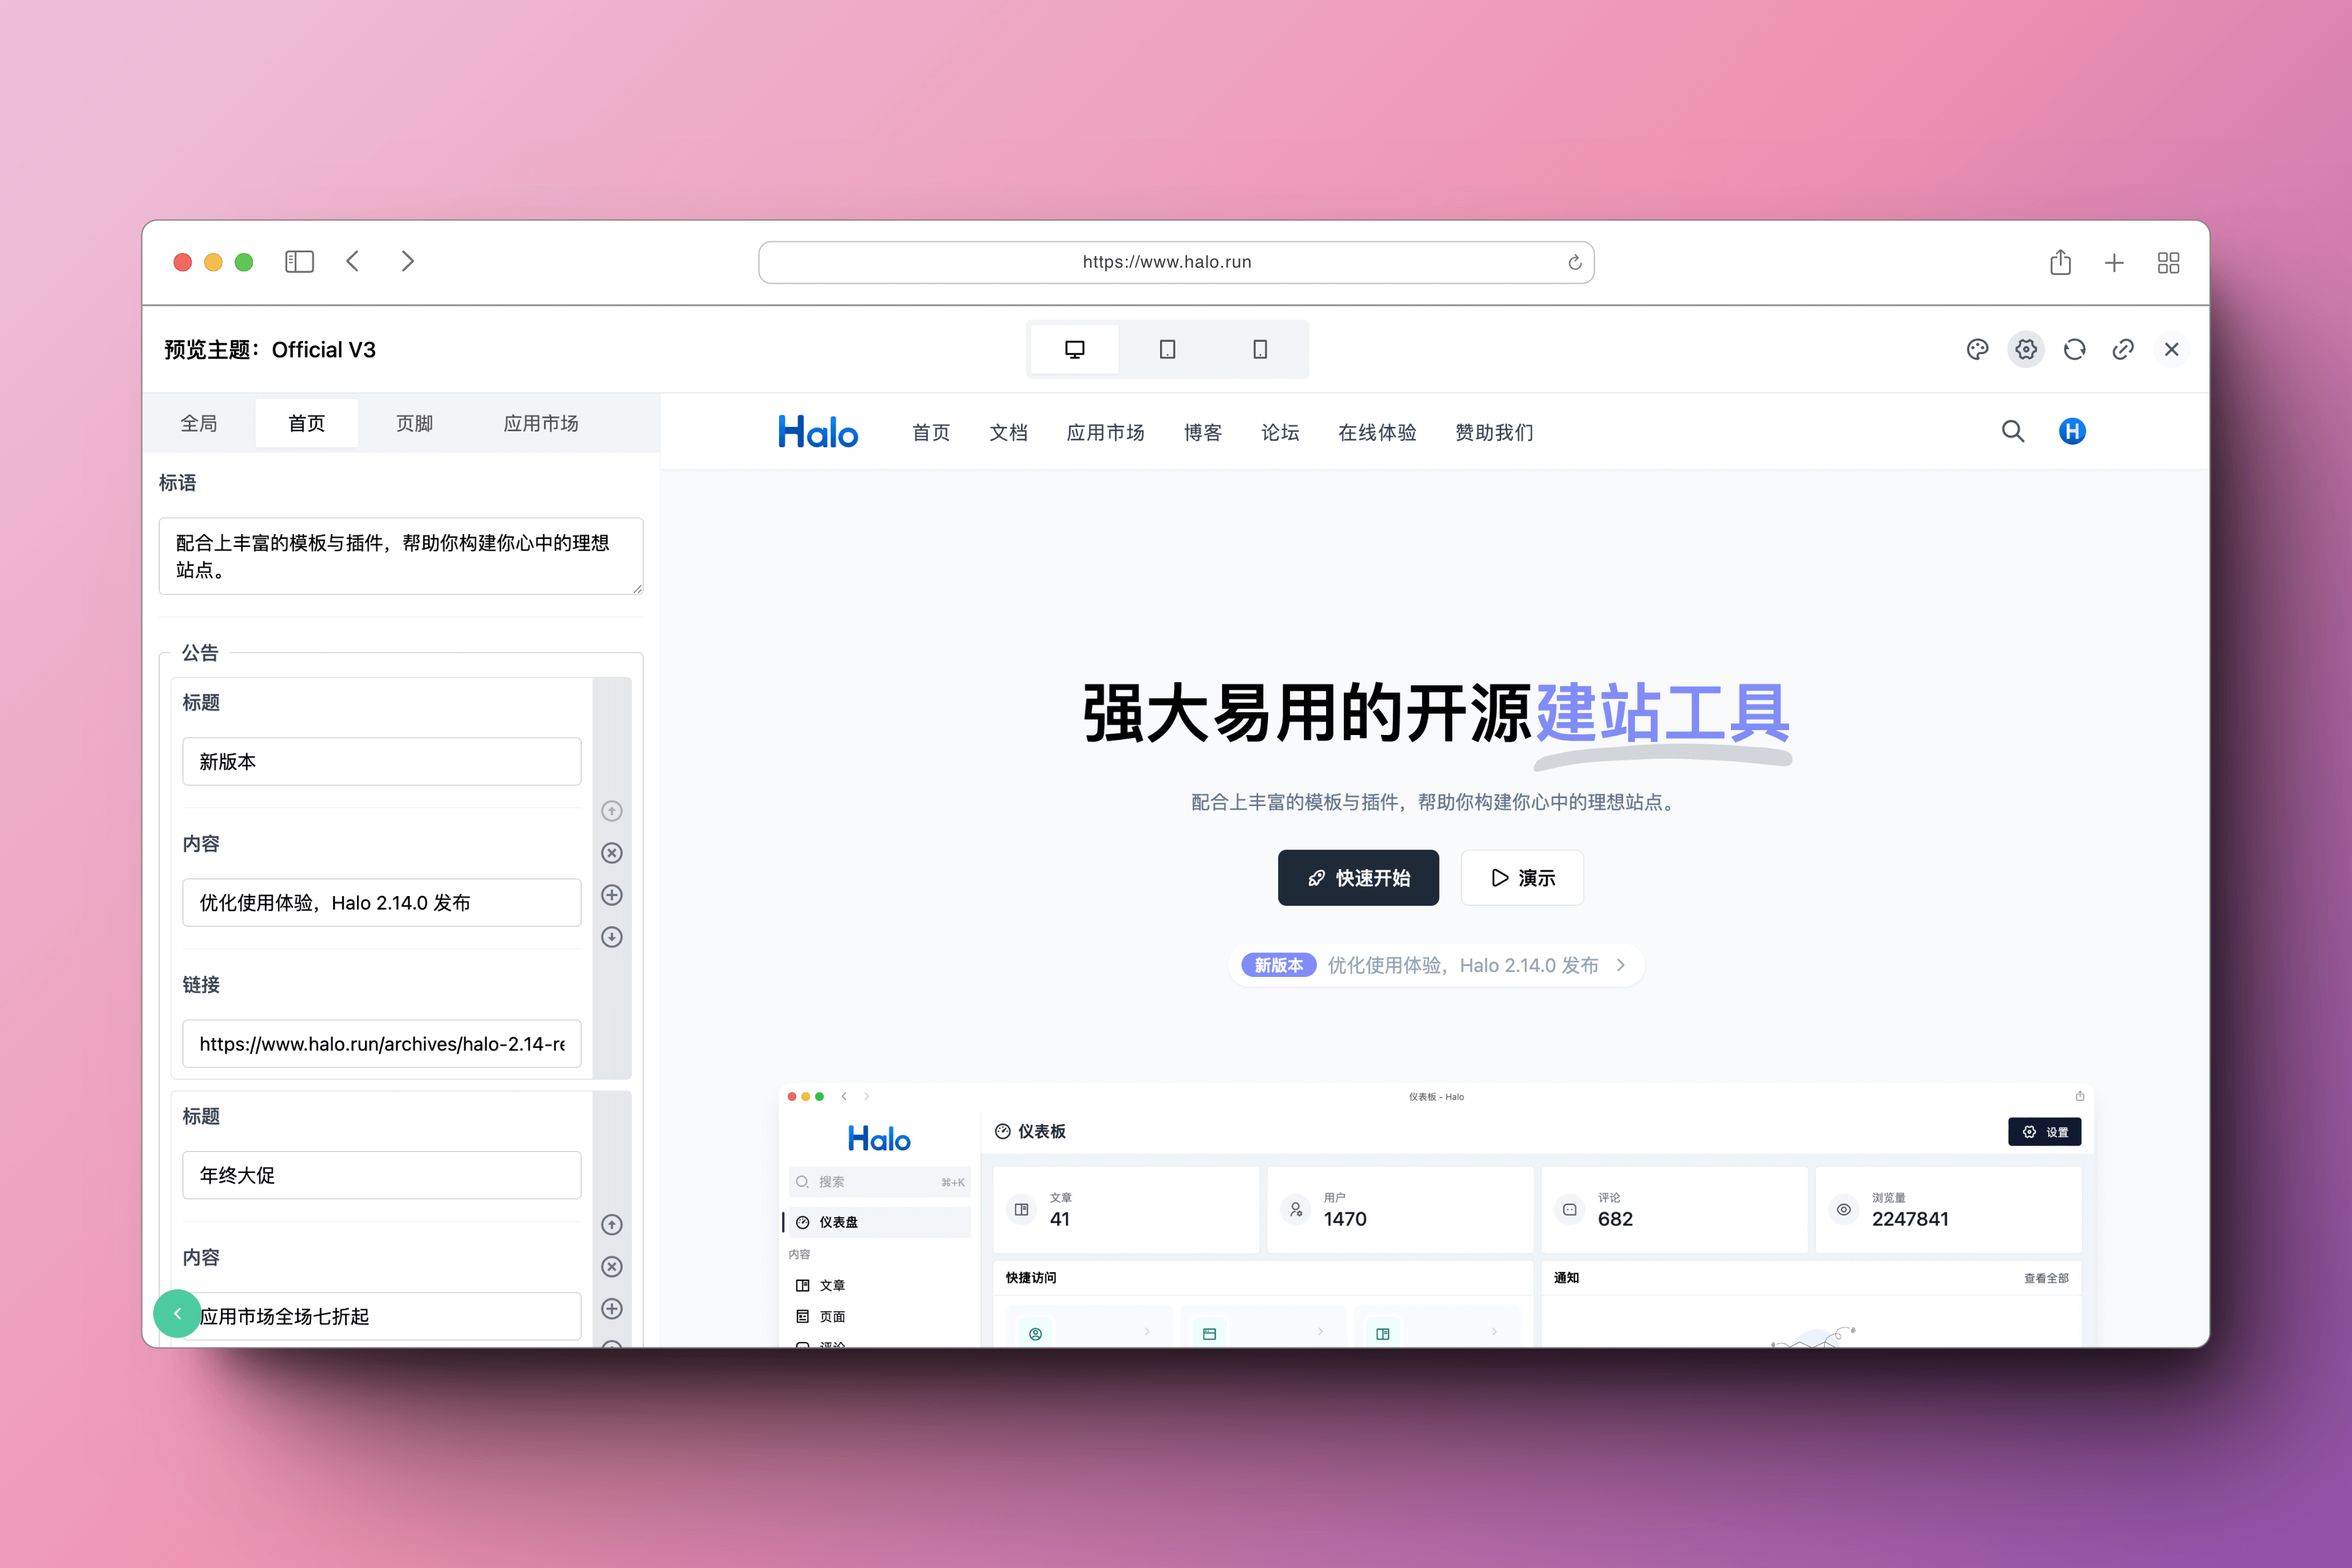 https://www.halo.run
预览主题：Official V3
全局
首页
页脚
应用市场
标语
配合上丰富的模板与插件，帮助你构建你心中的理想
站点。
公告
标题
新版本
内容
优化使用体验，Halo 2.14.0 发布
链接
https://www.halo.run/archives/halo-2.14-re
标题
年终大促
内容
应用市场全场七折起
Halo
首页
文档
应用市场
博客
论坛
在线体验
赞助我们
H
强大易用的开源建站工具
配合上丰富的模板与插件，帮助你构建你心中的理想站点。
快速开始
演示
新版本 优化使用体验，Halo 2.14.0 发布
仪表板 - Halo
Halo
搜索 ⌘+K
仪表盘
内容
文章
页面
评论
仪表板
设置
文章
41
用户
1470
评论
682
浏览量
2247841
快捷访问
通知
查看全部